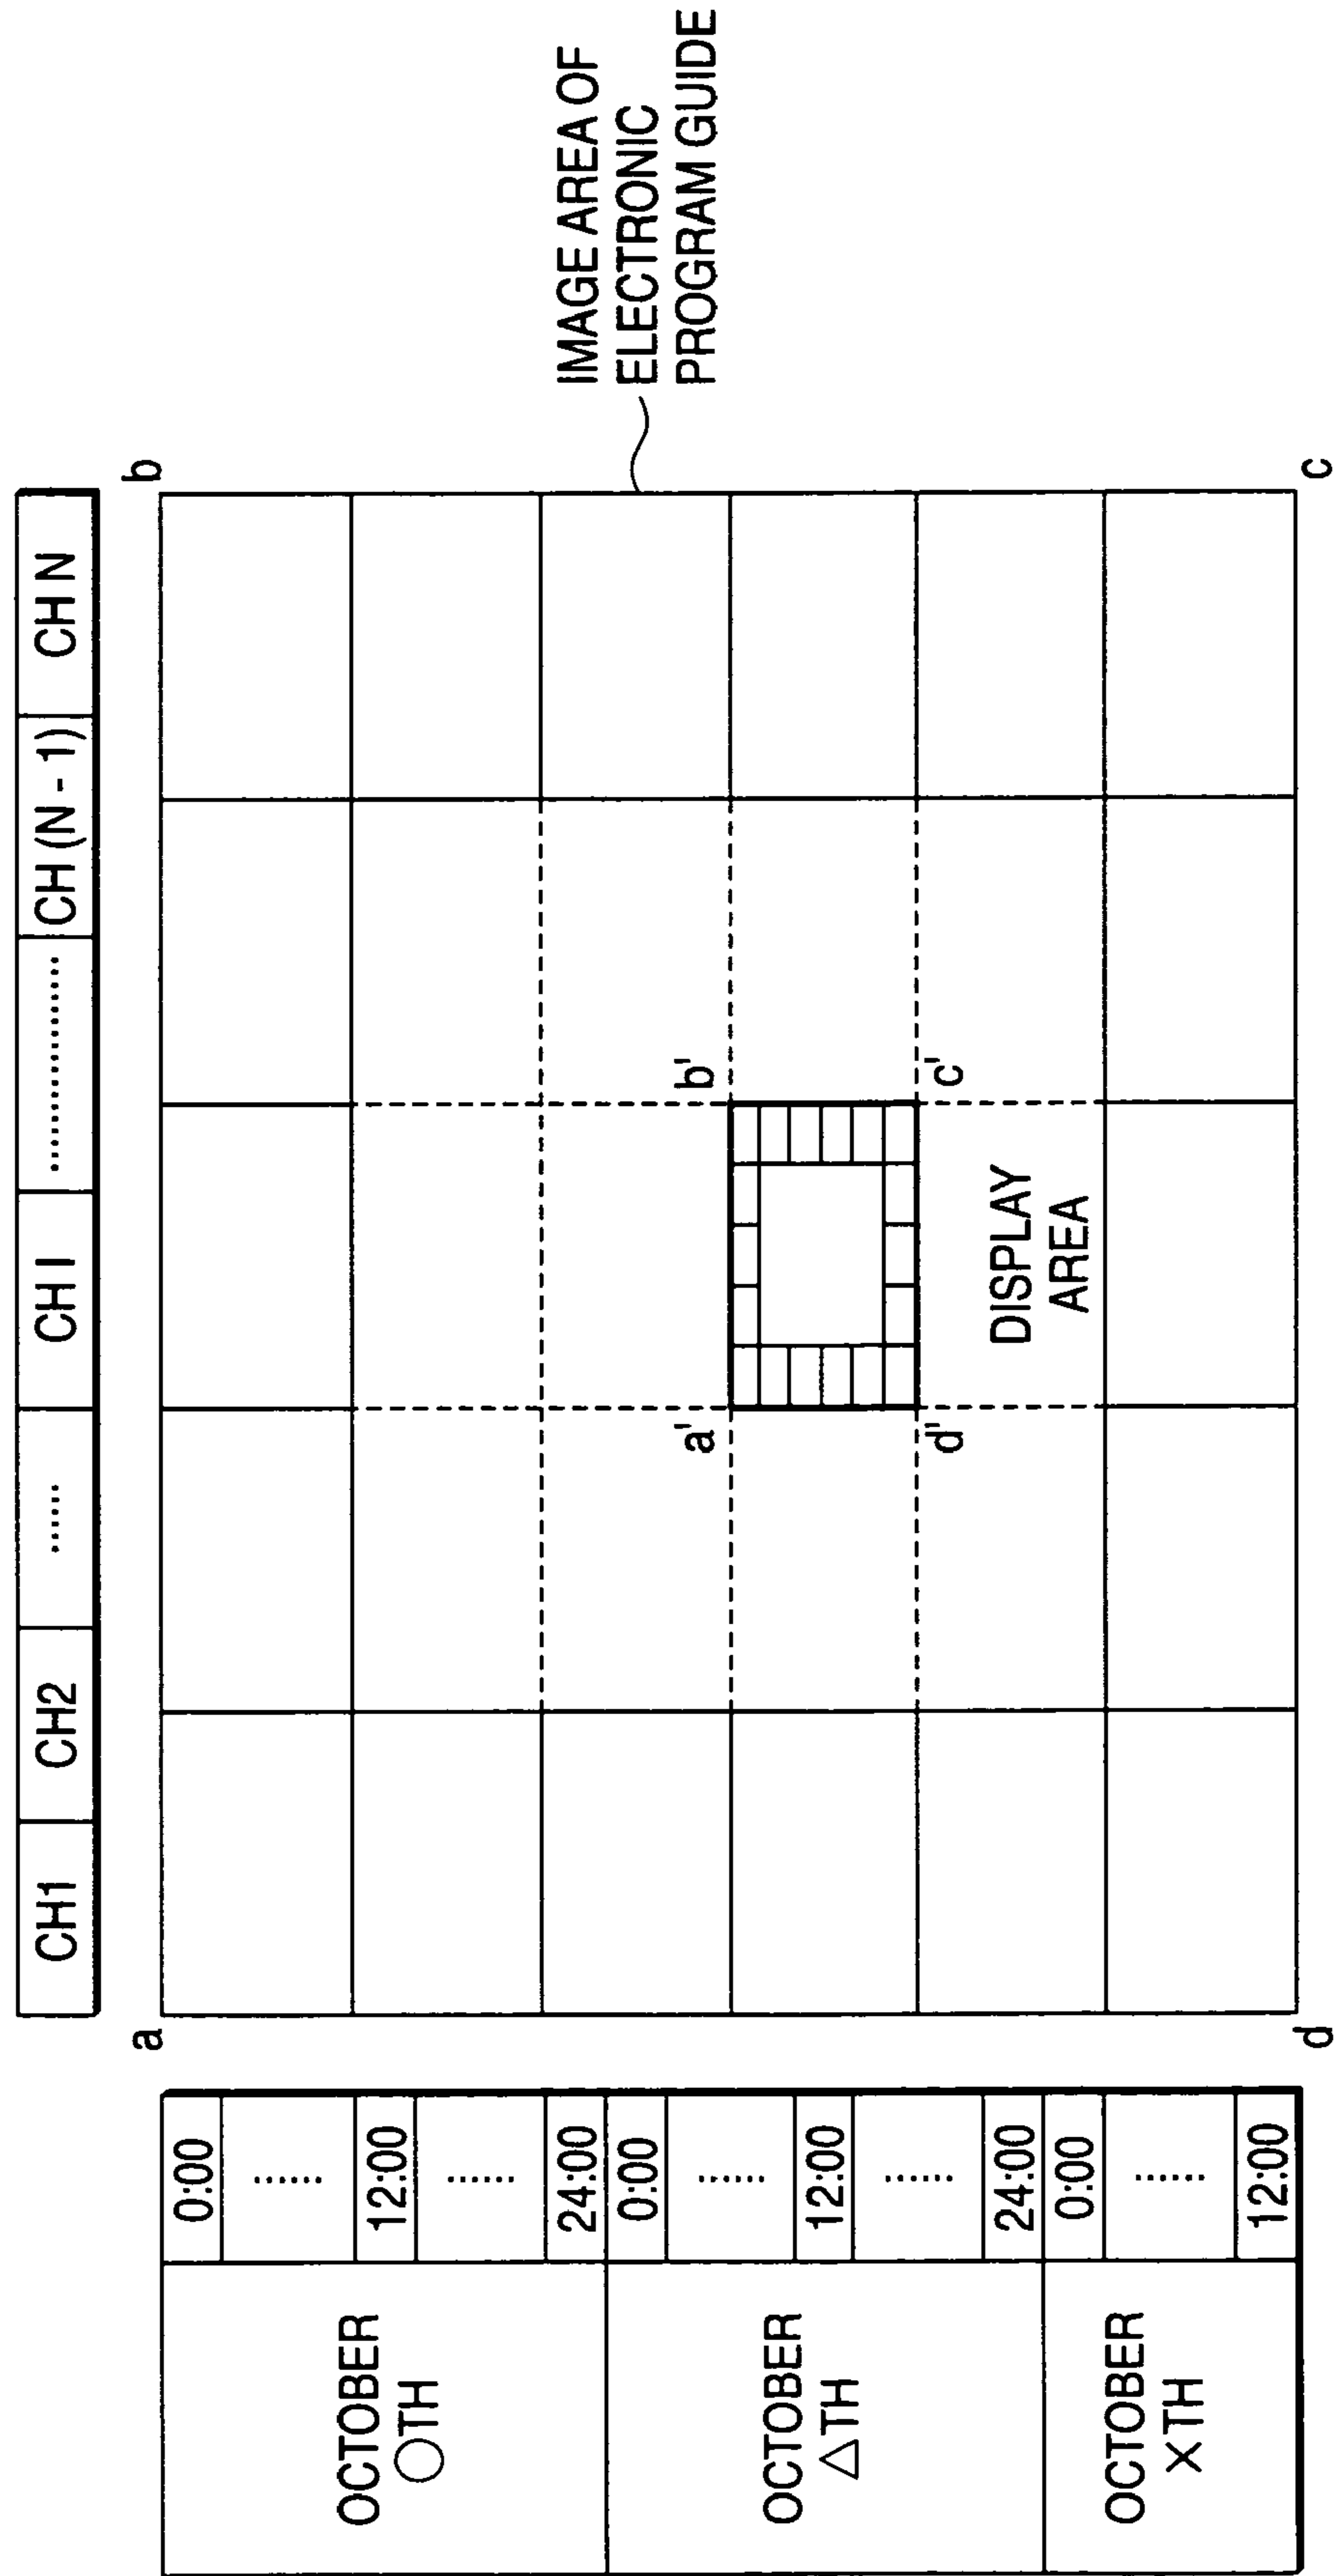 CH1 CH2 ...... CH I .............. CH (N - 1) CH N
a
b
IMAGE AREA OF
ELECTRONIC
PROGRAM GUIDE
OCTOBER
○TH
0:00
......
12:00
......
24:00
OCTOBER
△TH
0:00
......
12:00
......
24:00
OCTOBER
×TH
0:00
......
12:00
a'
b'
d'
c'
DISPLAY
AREA
d
c